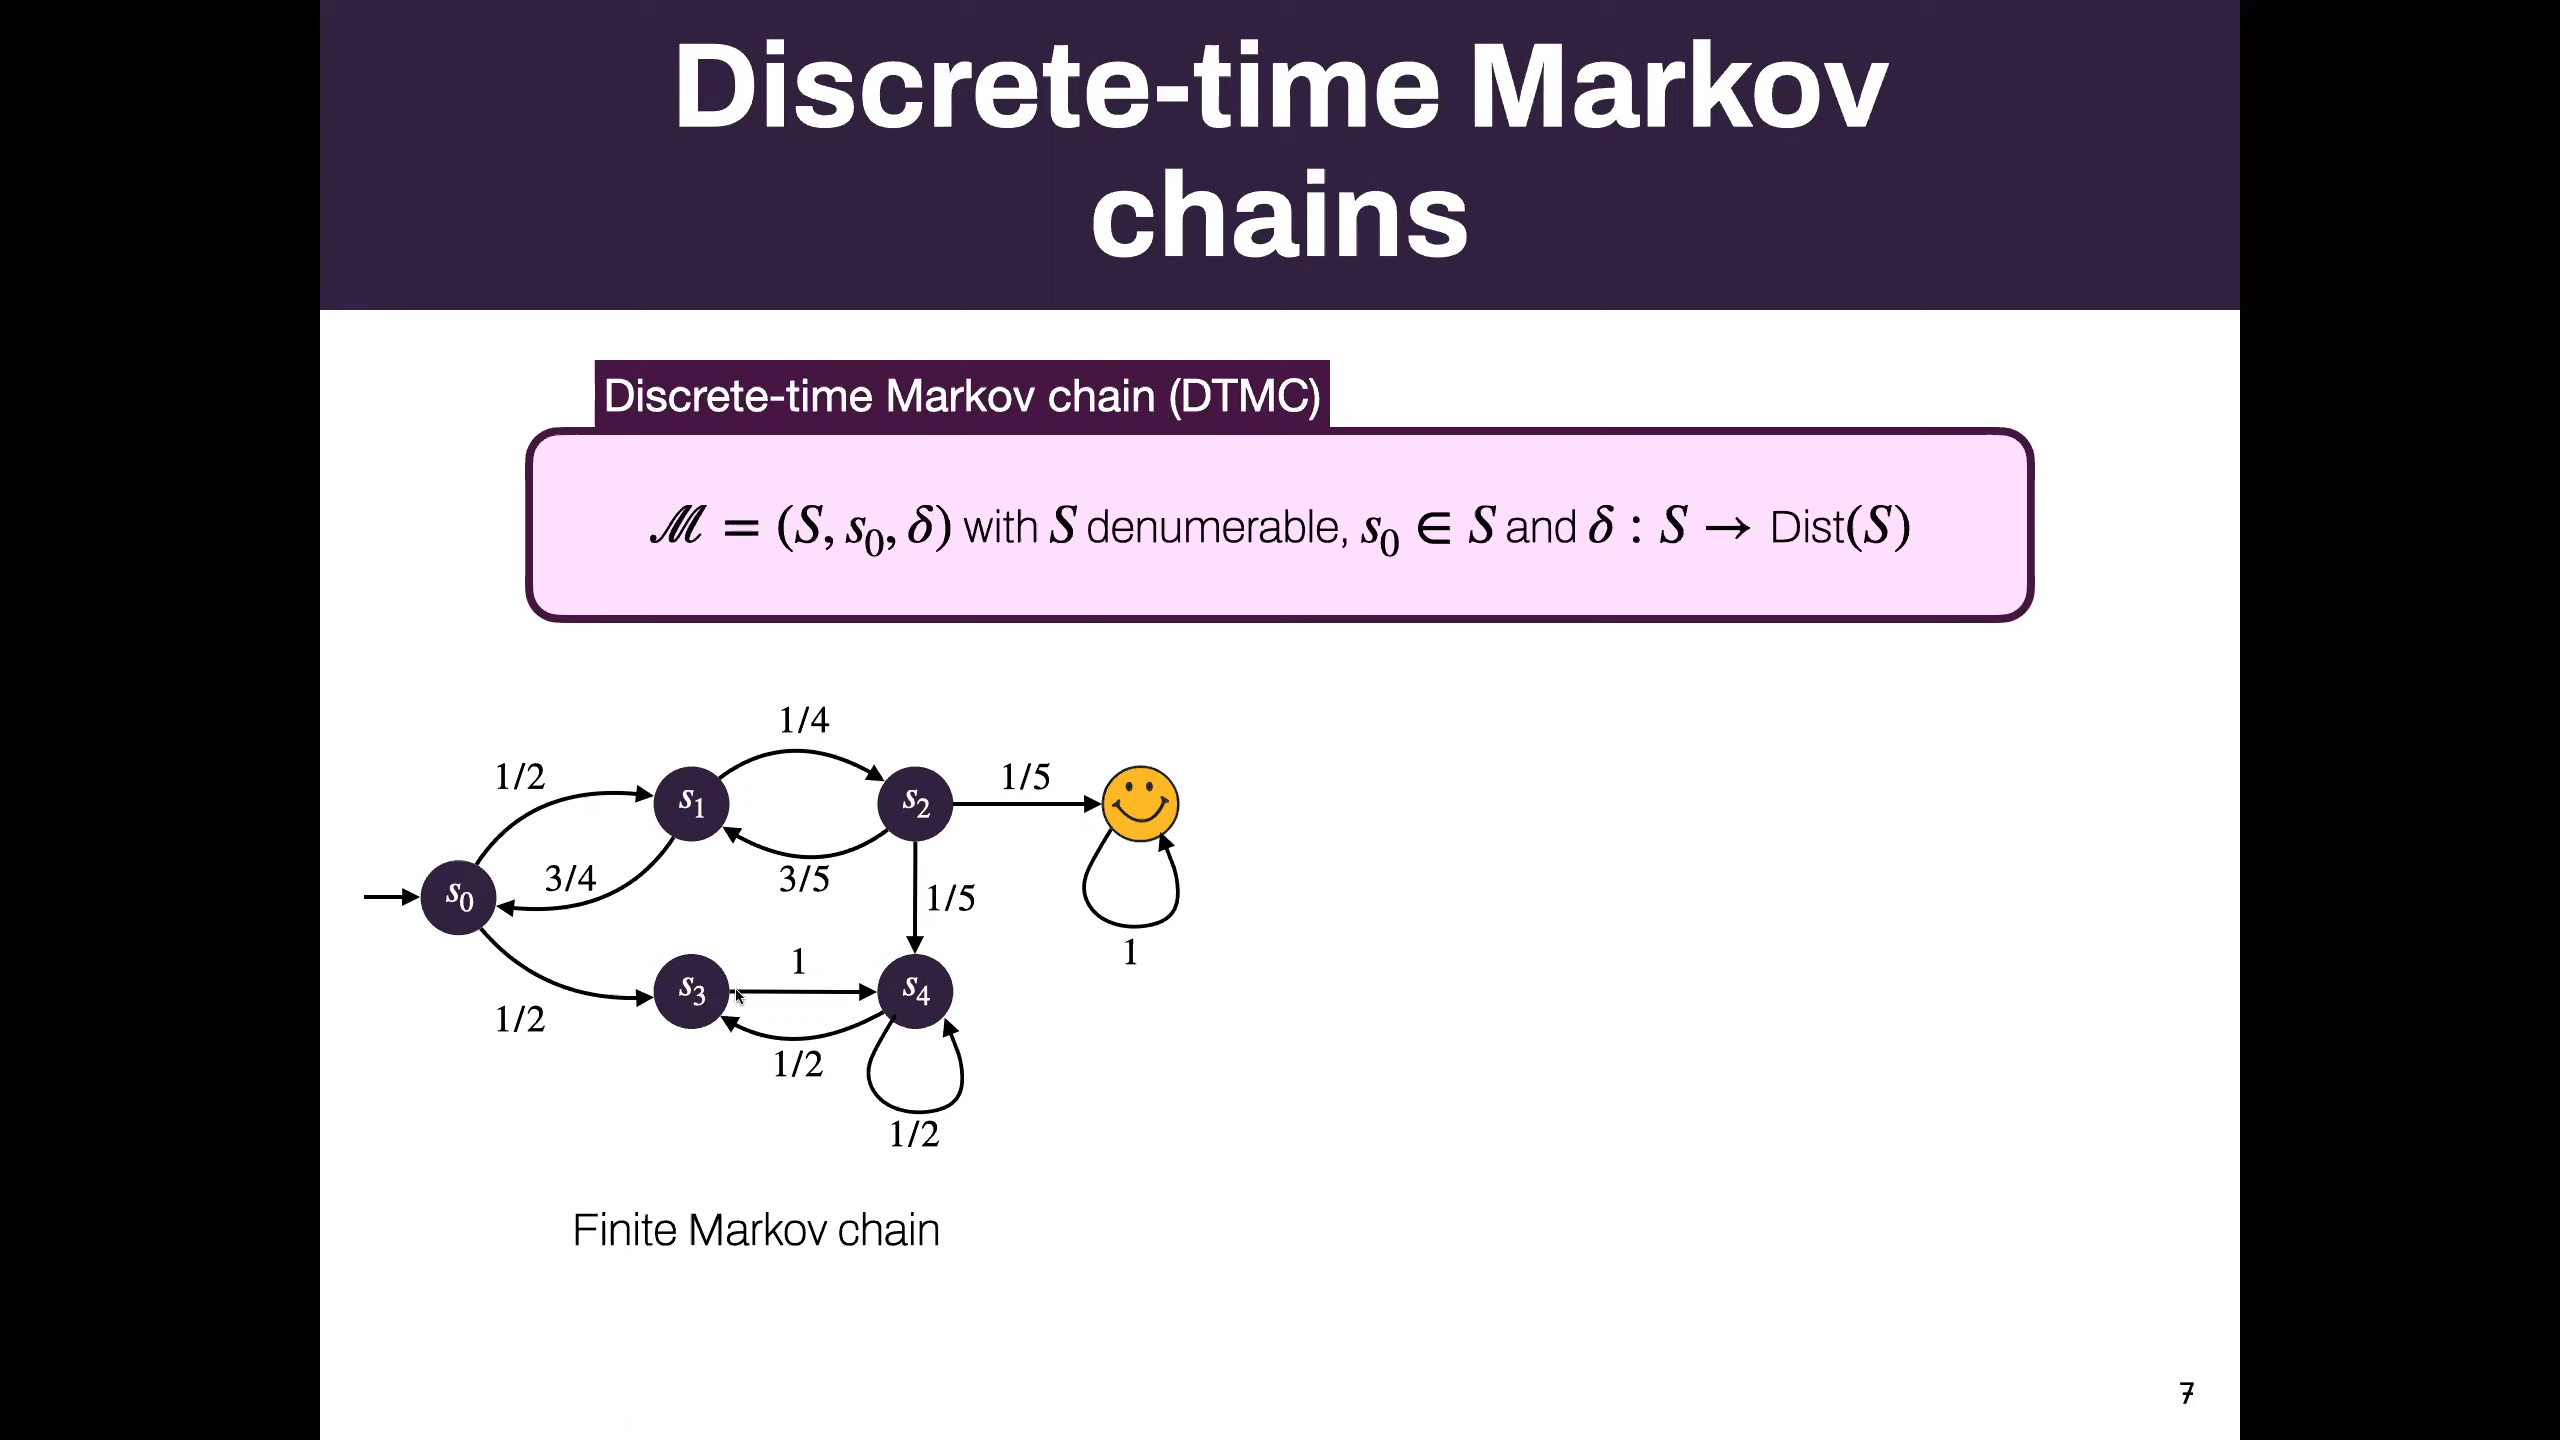 Discrete-time Markov
chains
Discrete-time Markov chain (DTMC)
ℳ = (S, s₀, δ) with S denumerable, s₀ ∈ S and δ : S → Dist(S)
1/4
1/2
1/5
s₁
s₂
3/4
3/5
s₀
1/5
1
1
s₃
s₄
1/2
1/2
1/2
Finite Markov chain
7